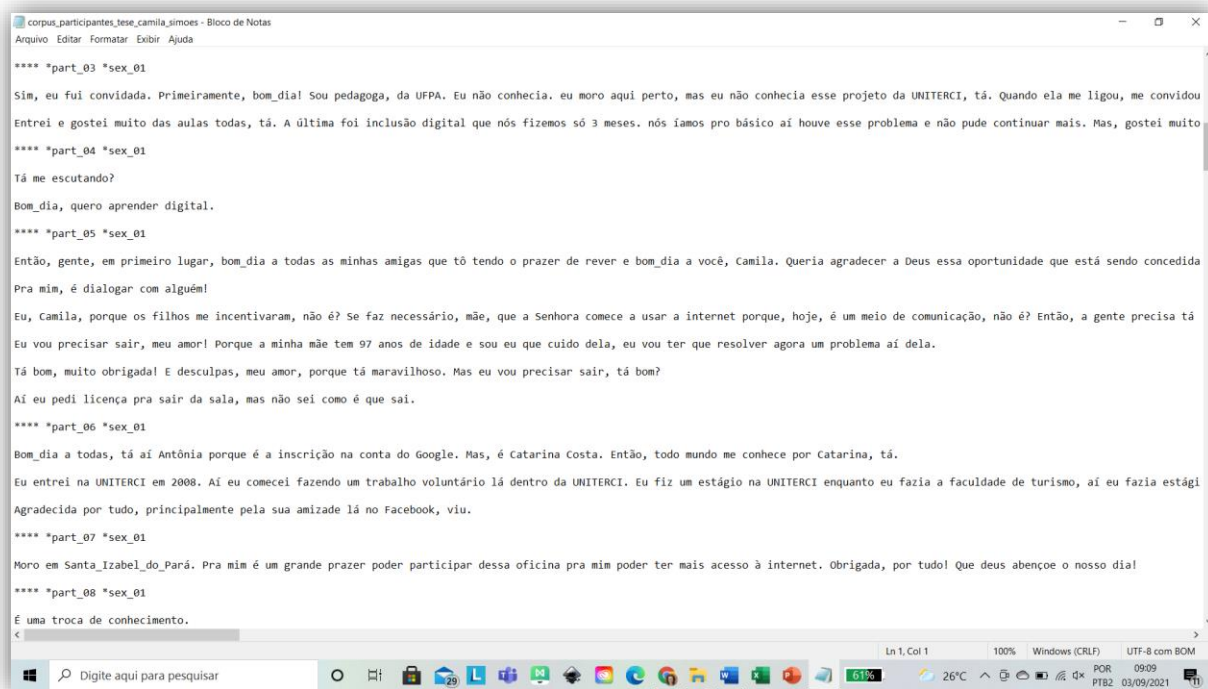 corpus_participantes_tese_camila_simoes - Bloco de Notas
Arquivo Editar Formatar Exibir Ajuda
**** *part_03 *sex_01
Sim, eu fui convidada. Primeiramente, bom_dia! Sou pedagoga, da UFPA. Eu não conhecia. eu moro aqui perto, mas eu não conhecia esse projeto da UNITERCI, tá. Quando ela me ligou, me convidou
Entrei e gostei muito das aulas todas, tá. A última foi inclusão digital que nós fizemos só 3 meses. nós íamos pro básico aí houve esse problema e não pude continuar mais. Mas, gostei muito
**** *part_04 *sex_01
Tá me escutando?
Bom_dia, quero aprender digital.
**** *part_05 *sex_01
Então, gente, em primeiro lugar, bom_dia a todas as minhas amigas que tô tendo o prazer de rever e bom_dia a você, Camila. Queria agradecer a Deus essa oportunidade que está sendo concedida
Pra mim, é dialogar com alguém!
Eu, Camila, porque os filhos me incentivaram, não é? Se faz necessário, mãe, que a Senhora comece a usar a internet porque, hoje, é um meio de comunicação, não é? Então, a gente precisa tá
Eu vou precisar sair, meu amor! Porque a minha mãe tem 97 anos de idade e sou eu que cuido dela, eu vou ter que resolver agora um problema aí dela.
Tá bom, muito obrigada! E desculpas, meu amor, porque tá maravilhoso. Mas eu vou precisar sair, tá bom?
Aí eu pedi licença pra sair da sala, mas não sei como é que sai.
**** *part_06 *sex_01
Bom_dia a todas, tá aí Antônia porque é a inscrição na conta do Google. Mas, é Catarina Costa. Então, todo mundo me conhece por Catarina, tá.
Eu entrei na UNITERCI em 2008. Aí eu comecei fazendo um trabalho voluntário lá dentro da UNITERCI. Eu fiz um estágio na UNITERCI enquanto eu fazia a faculdade de turismo, aí eu fazia estági
Agradecida por tudo, principalmente pela sua amizade lá no Facebook, viu.
**** *part_07 *sex_01
Moro em Santa_Izabel_do_Pará. Pra mim é um grande prazer poder participar dessa oficina pra mim poder ter mais acesso à internet. Obrigada, por tudo! Que deus abençoe o nosso dia!
**** *part_08 *sex_01
É uma troca de conhecimento.
Ln 1, Col 1 100% Windows (CRLF) UTF-8 com BOM
Digite aqui para pesquisar 29 L 61% 26°C POR 09:09
PTB2 03/09/2021 11